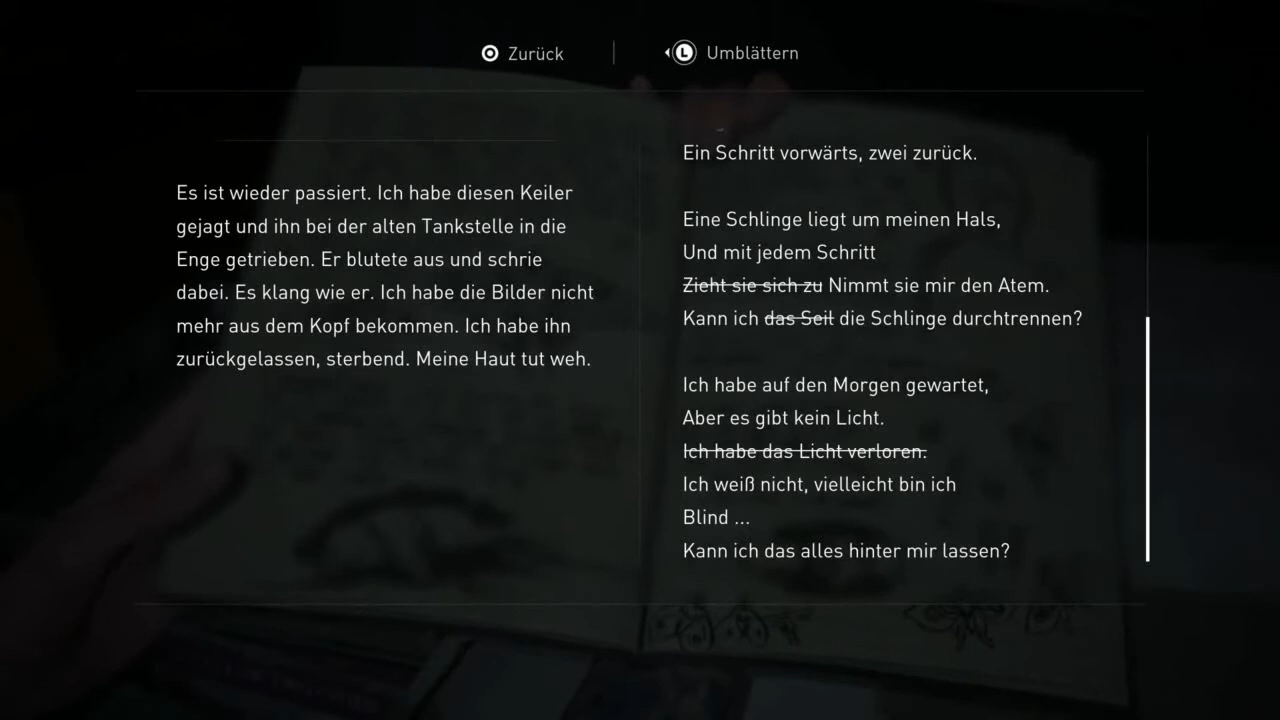 Zurück
L Umblättern
Es ist wieder passiert. Ich habe diesen Keiler
gejagt und ihn bei der alten Tankstelle in die
Enge getrieben. Er blutete aus und schrie
dabei. Es klang wie er. Ich habe die Bilder nicht
mehr aus dem Kopf bekommen. Ich habe ihn
zurückgelassen, sterbend. Meine Haut tut weh.
Ein Schritt vorwärts, zwei zurück.
Eine Schlinge liegt um meinen Hals,
Und mit jedem Schritt
Zieht sie sich zu Nimmt sie mir den Atem.
Kann ich das Seil die Schlinge durchtrennen?
Ich habe auf den Morgen gewartet,
Aber es gibt kein Licht.
Ich habe das Licht verloren.
Ich weiß nicht, vielleicht bin ich
Blind ...
Kann ich das alles hinter mir lassen?